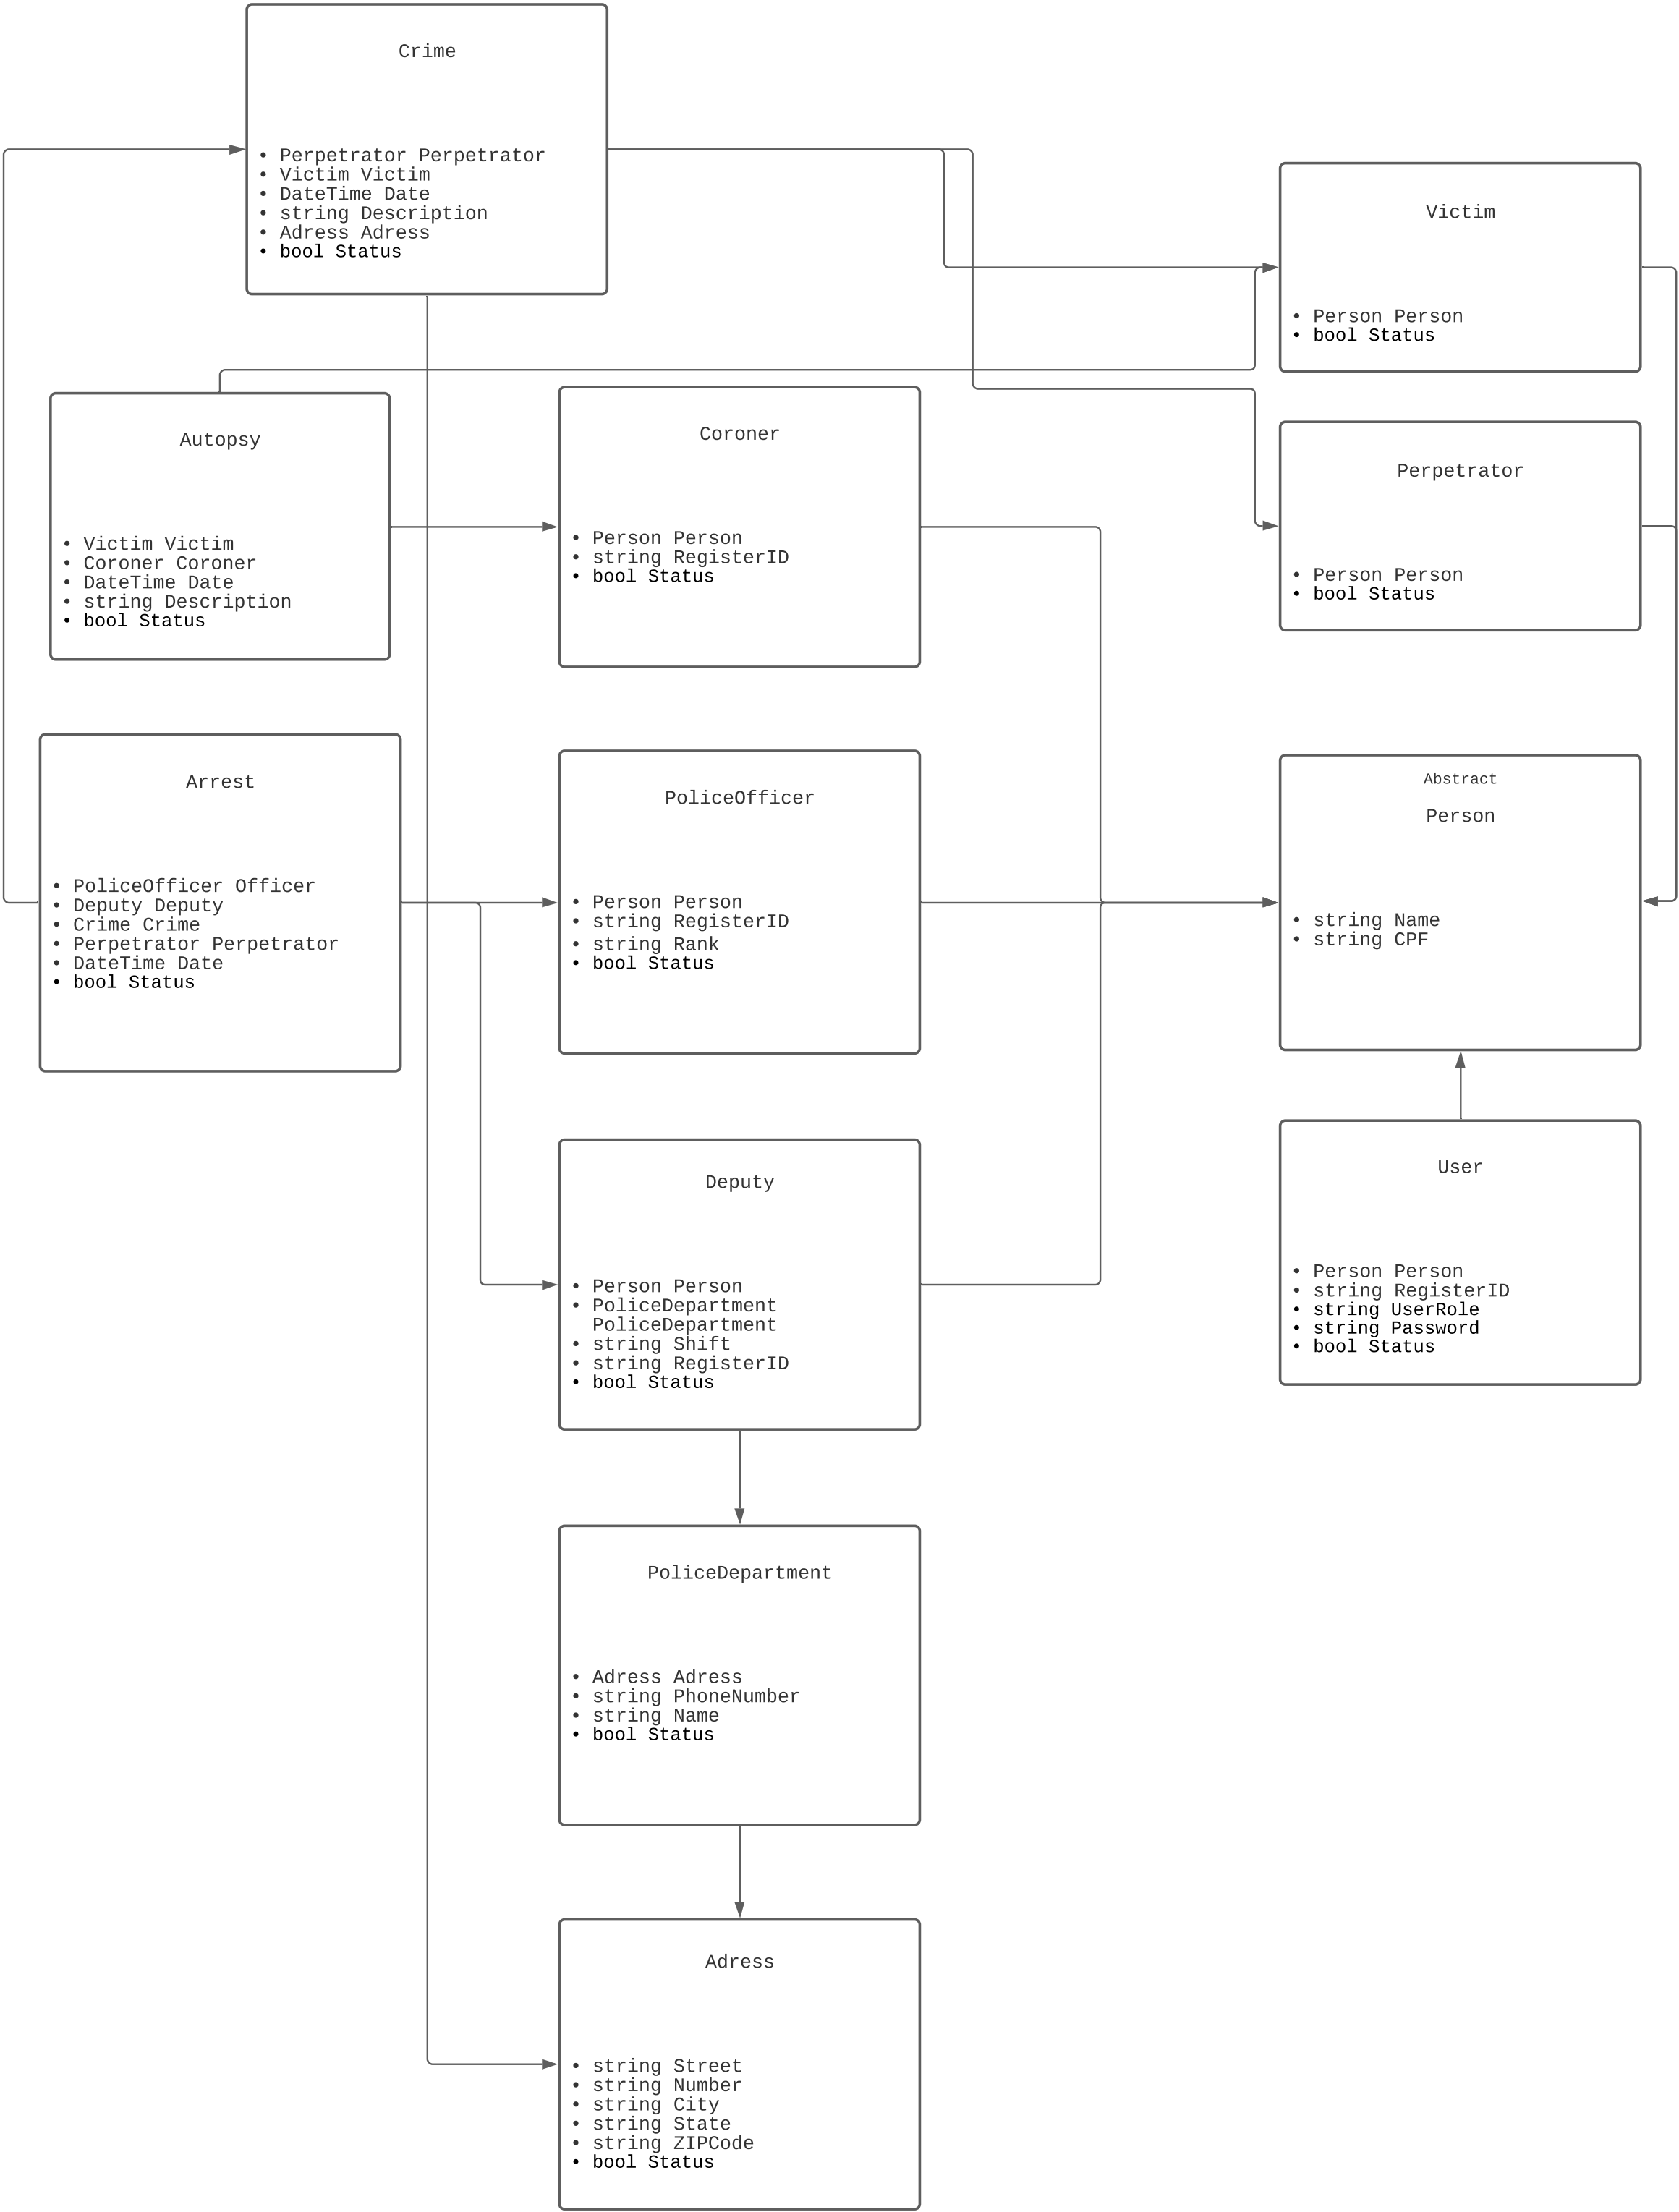 Crime
• Perpetrator Perpetrator
• Victim Victim
• DateTime Date
• string Description
• Adress Adress
• bool Status
Victim
• Person Person
• bool Status
Autopsy
• Victim Victim
• Coroner Coroner
• DateTime Date
• string Description
• bool Status
Coroner
• Person Person
• string RegisterID
• bool Status
Perpetrator
• Person Person
• bool Status
Arrest
• PoliceOfficer Officer
• Deputy Deputy
• Crime Crime
• Perpetrator Perpetrator
• DateTime Date
• bool Status
PoliceOfficer
• Person Person
• string RegisterID
• string Rank
• bool Status
Abstract
Person
• string Name
• string CPF
Deputy
• Person Person
• PoliceDepartment
PoliceDepartment
• string Shift
• string RegisterID
• bool Status
User
• Person Person
• string RegisterID
• string UserRole
• string Password
• bool Status
PoliceDepartment
• Adress Adress
• string PhoneNumber
• string Name
• bool Status
Adress
• string Street
• string Number
• string City
• string State
• string ZIPCode
• bool Status